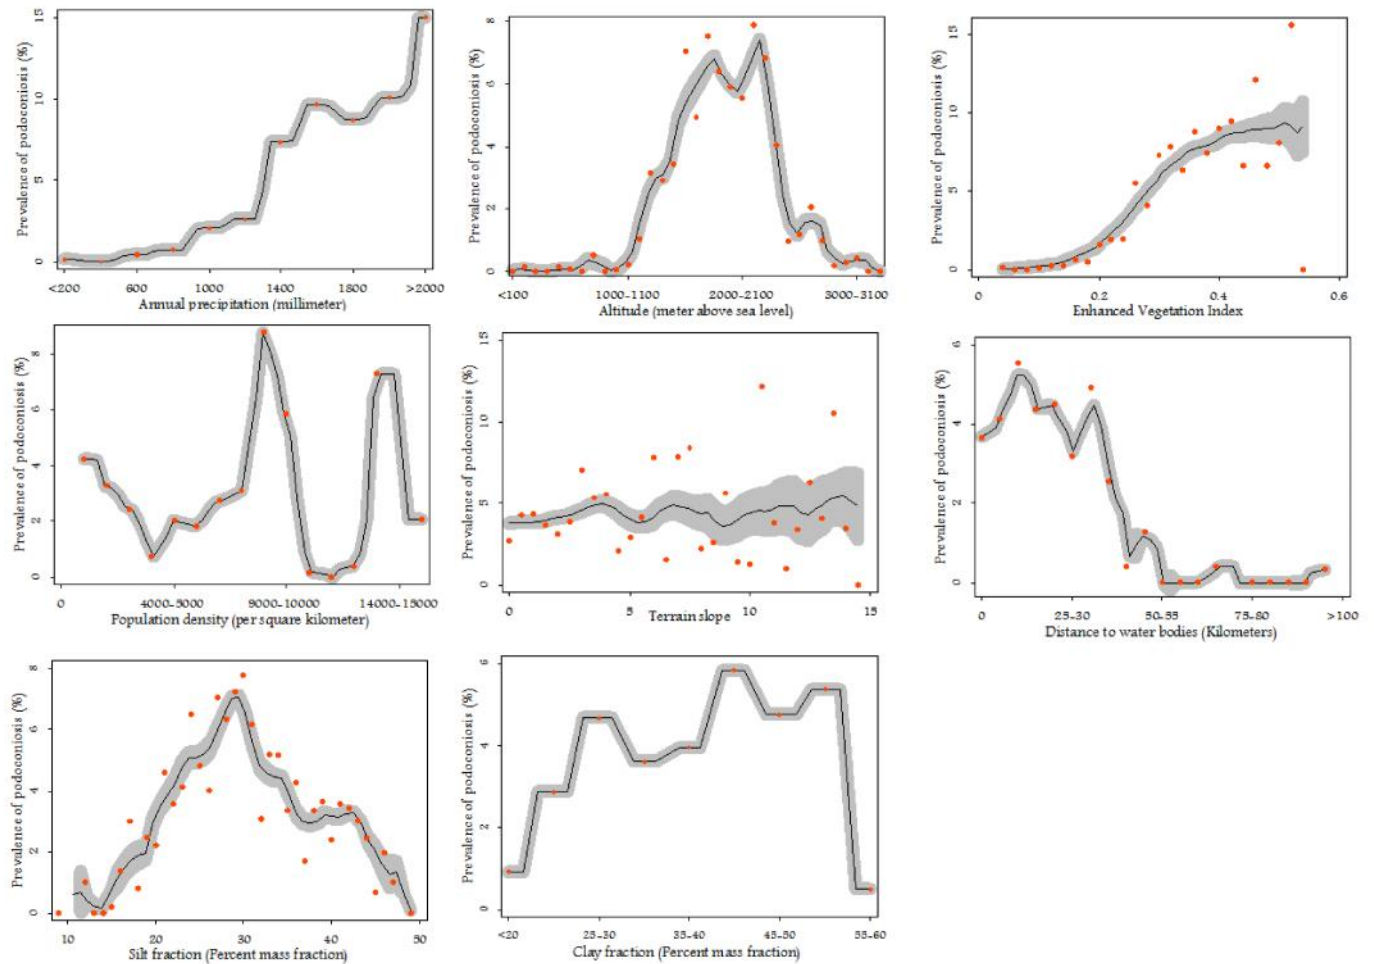 Prevalence of podoconiosis (%)
15
10
5
0
<200 600 1000 1400 1800 >2000
Annual precipitation (millimeter)
Prevalence of podoconiosis (%)
8
6
4
2
0
<100 1000-1100 2000-2100 3000-3100
Altitude (meter above sea level)
Prevalence of podoconiosis (%)
15
10
5
0
0 0.2 0.4 0.6
Enhanced Vegetation Index
Prevalence of podoconiosis (%)
8
6
4
2
0
0 4000-5000 9000-10000 14000-15000
Population density (per square kilometer)
Prevalence of podoconiosis (%)
15
10
5
0
0 5 10 15
Terrain slope
Prevalence of podoconiosis (%)
6
4
2
0
0 25-30 50-55 75-80 >100
Distance to water bodies (Kilometers)
Prevalence of podoconiosis (%)
8
6
4
2
0
10 20 30 40 50
Silt fraction (Percent mass fraction)
Prevalence of podoconiosis (%)
6
4
2
0
<20 25-30 35-40 45-50 55-60
Clay fraction (Percent mass fraction)